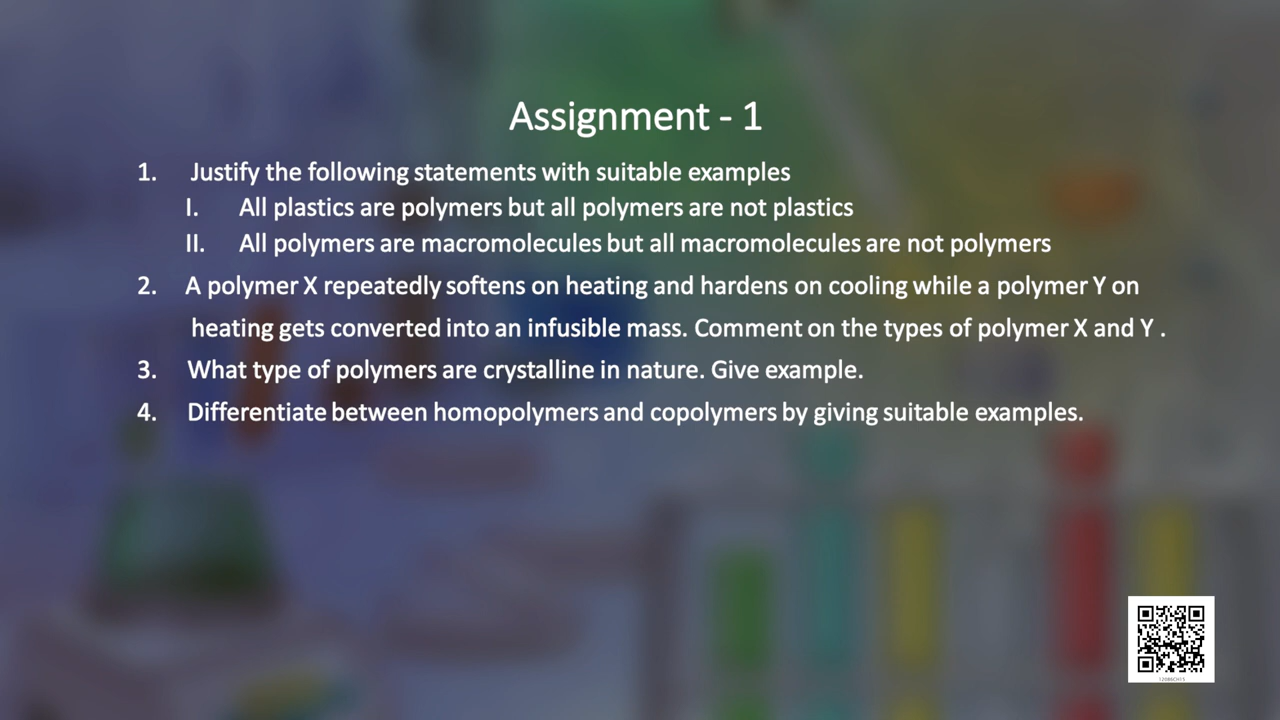 Assignment - 1
1. Justify the following statements with suitable examples
I. All plastics are polymers but all polymers are not plastics
II. All polymers are macromolecules but all macromolecules are not polymers
2. A polymer X repeatedly softens on heating and hardens on cooling while a polymer Y on
heating gets converted into an infusible mass. Comment on the types of polymer X and Y .
3. What type of polymers are crystalline in nature. Give example.
4. Differentiate between homopolymers and copolymers by giving suitable examples.